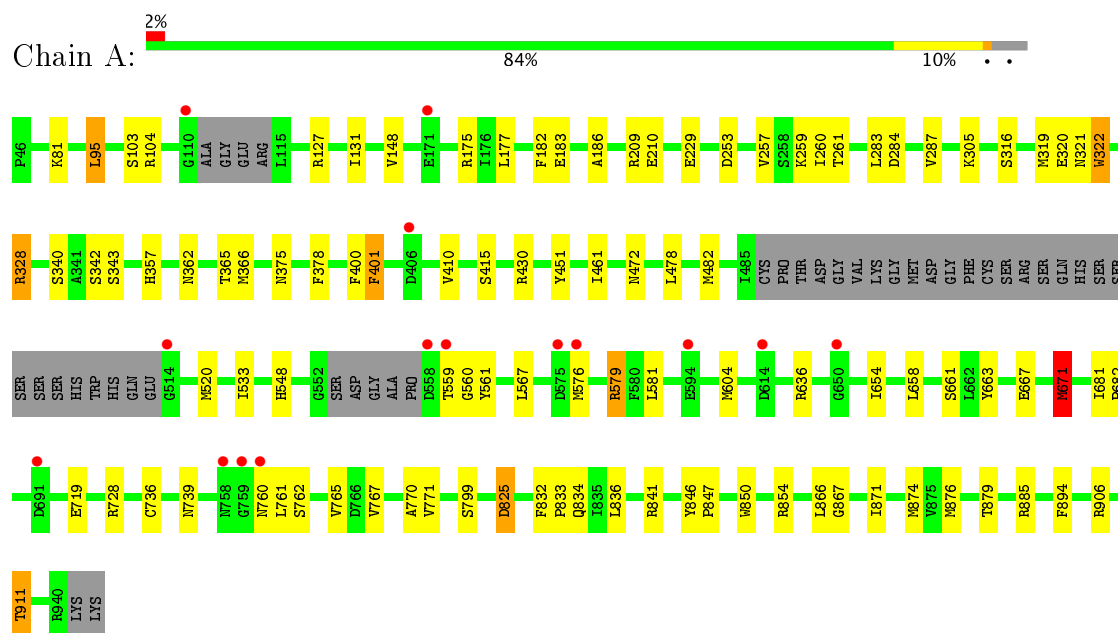 2%
Chain A:
84% 10% • •
P46 K81 L95 S103 R104 G110 ALA GLY GLU ARG L115 R127 I131 V148 E171 R175 I176 L177 F182 E183 A186 R209 E210 E229 D253 V257 S258 K259 I260 T261 L283 D284 V287 K305 S316 M319 E320 N321 W322
R328 S340 A341 S342 S343 H357 N362 T365 M366 N375 F378 F400 F401 D406 V410 S415 R430 Y451 I461 N472 L478 M482 I485 CYS PRO THR ASP GLY VAL LYS GLY MET ASP GLY PHE CYS SER ARG SER GLN HIS SER SER
SER SER SER HIS TRP HIS GLN GLU G514 M520 I533 H548 G552 SER ASP GLY ALA PRO D558 T559 G560 Y561 L567 D575 M576 R579 F580 L581 E594 M604 D614 R636 G650 I654 L658 S661 L662 Y663 E667 M671 I681
D691 E719 R728 C736 N739 N758 G759 N760 L761 S762 V765 D766 V767 A770 V771 S799 D825 F832 P833 Q834 I835 L836 R841 Y846 P847 W850 R854 L866 G867 I871 M874 V875 M876 T879 R885 F894 R906
T911 R940 LYS LYS